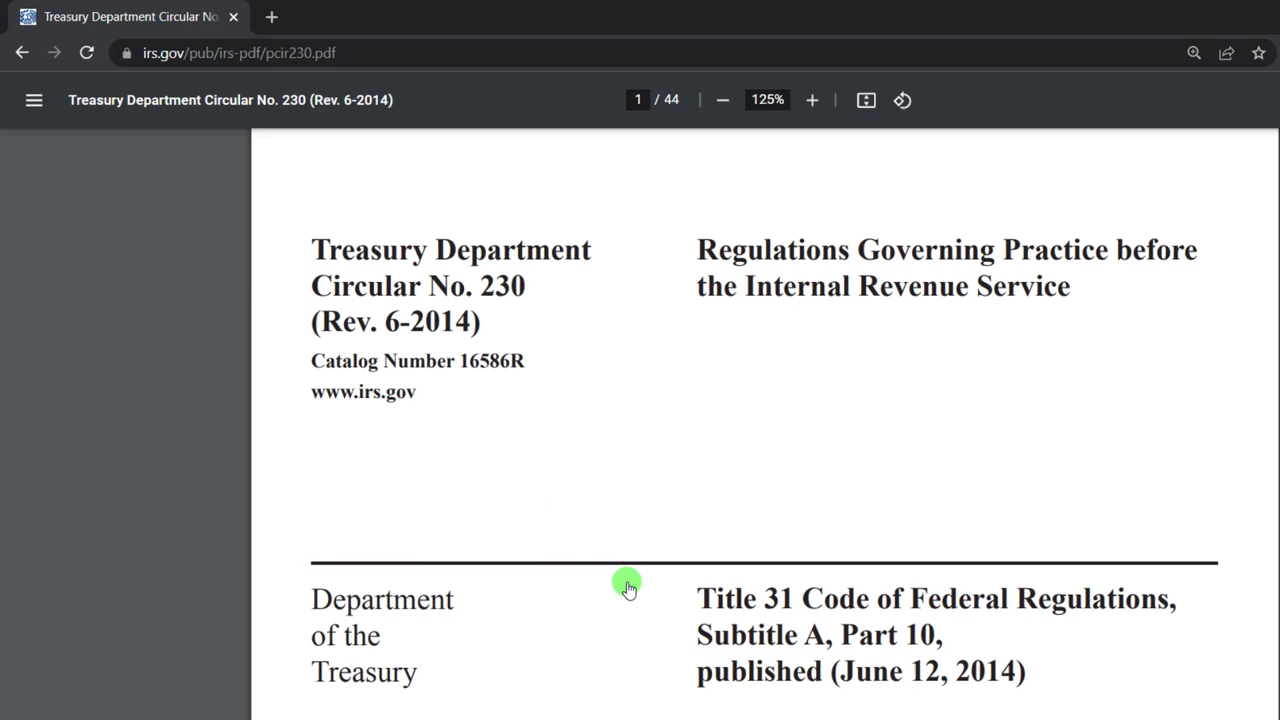 Treasury Department Circular No
irs.gov/pub/irs-pdf/pcir230.pdf
Treasury Department Circular No. 230 (Rev. 6-2014)
1 / 44
125%
Treasury Department
Circular No. 230
(Rev. 6-2014)
Catalog Number 16586R
www.irs.gov
Regulations Governing Practice before
the Internal Revenue Service
Department
of the
Treasury
Title 31 Code of Federal Regulations,
Subtitle A, Part 10,
published (June 12, 2014)